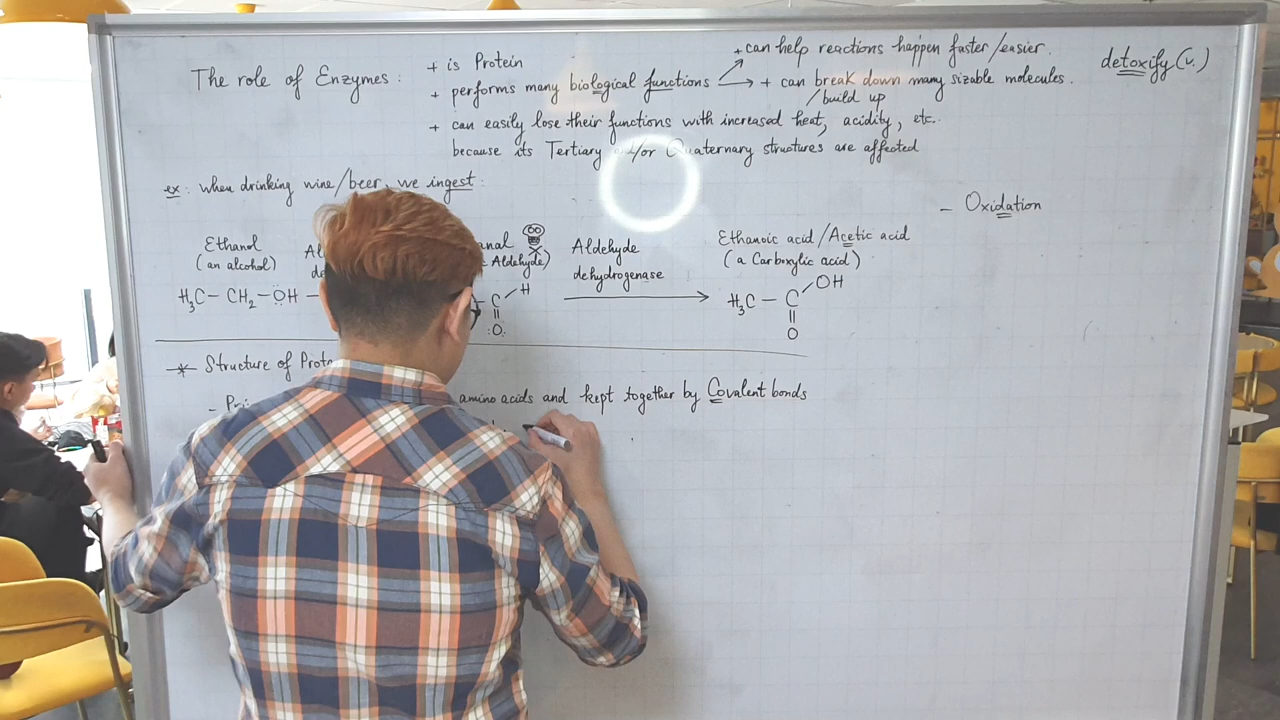 + can help reactions happen faster/easier.
detoxify (v.)
The role of Enzymes :
+ is Protein
+ performs many biological functions
+ can break down many sizable molecules.
/build up
+ can easily lose their functions with increased heat, acidity, etc.
because its Tertiary and/or Quaternary structures are affected
ex: when drinking wine/beer, we ingest :
- Oxidation
Ethanol
(an alcohol)
Aldehyde)
Aldehyde
dehydrogenase
Ethanoic acid/Acetic acid
(a Carboxylic acid)
H₃C – CH₂ – OH
C
H
O
H₃C – C
OH
O
* Structure of
amino acids and kept together by Covalent bonds